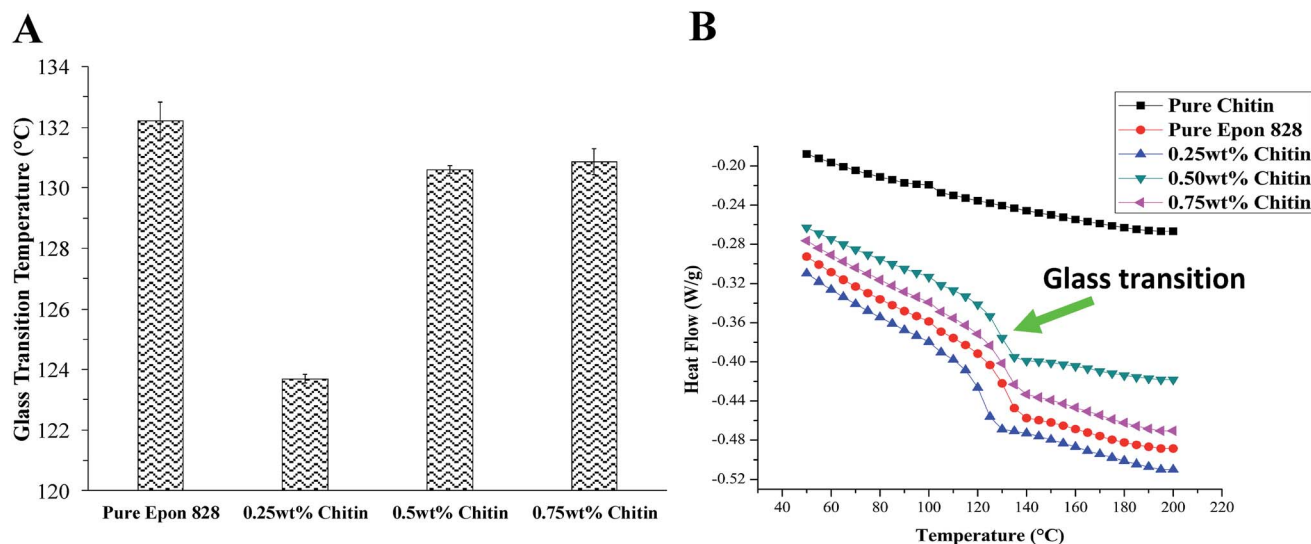 A
Glass Transition Temperature (°C)
134
132
130
128
126
124
122
120
Pure Epon 828 0.25wt% Chitin 0.5wt% Chitin 0.75wt% Chitin
B
Pure Chitin
Pure Epon 828
0.25wt% Chitin
0.50wt% Chitin
0.75wt% Chitin
Glass transition
Heat Flow (W/g)
-0.20
-0.24
-0.28
-0.32
-0.36
-0.40
-0.44
-0.48
-0.52
40 60 80 100 120 140 160 180 200 220
Temperature (°C)